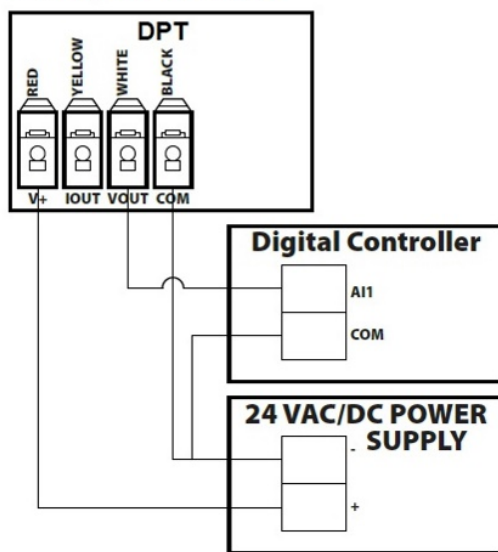 DPT
RED
YELLOW
WHITE
BLACK
V+
IOUT
VOUT
COM
Digital Controller
AI1
COM
24 VAC/DC POWER
SUPPLY
-
+